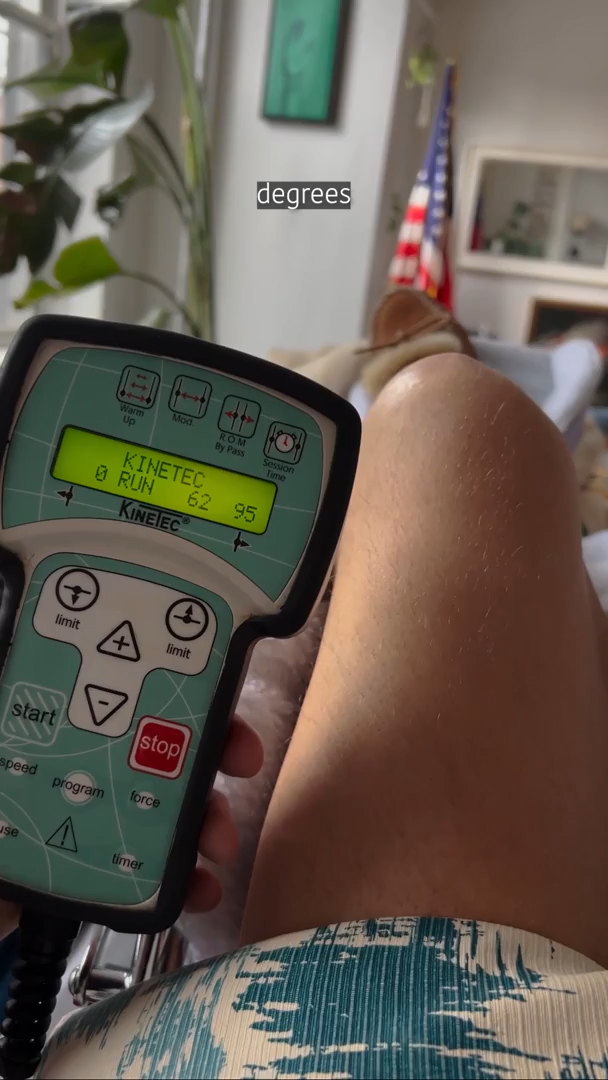 degrees
Warm
Up
Mod.
R.O.M
By Pass
Session
Time
KINETEC
0 RUN 62 95
KINETEC®
limit
limit
+
-
start
stop
speed
program
force
timer